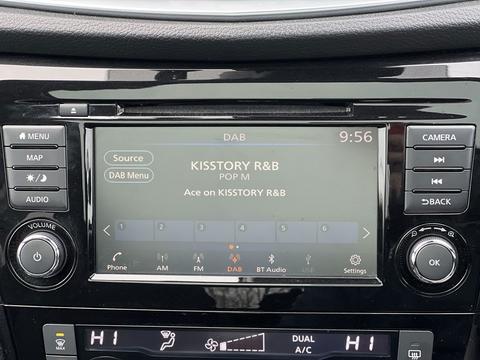 DAB
9:56
MENU
MAP
AUDIO
VOLUME
Source
DAB Menu
KISSTORY R&B
POP M
Ace on KISSTORY R&B
1 2 3 4 5 6
Phone AM FM DAB BT Audio USB Settings
CAMERA
BACK
OK
MAX
HI
DUAL
A/C
HI